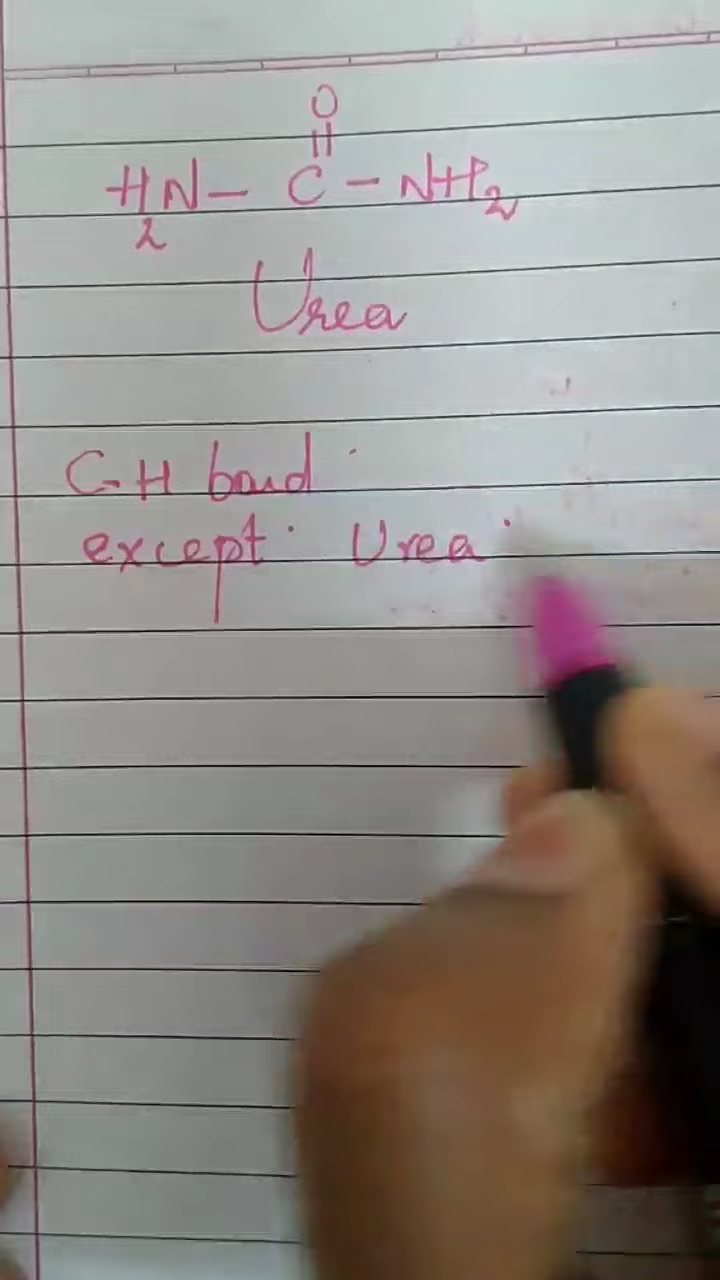 O
||
H2N - C - NH2
Urea
C-H bond
except Urea